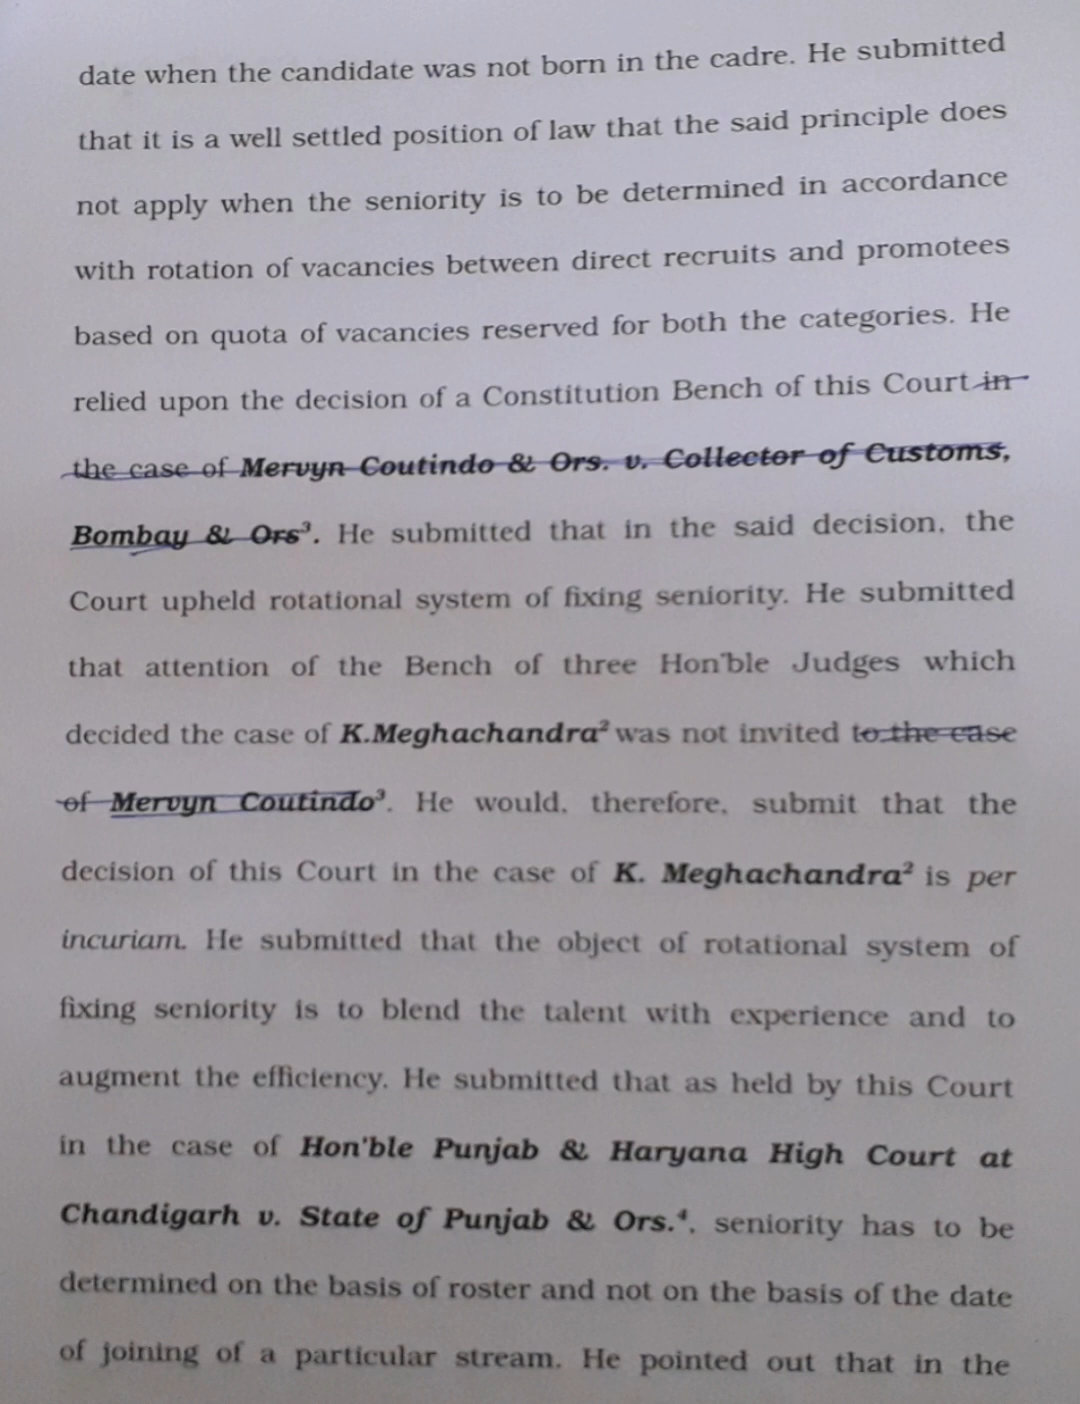 date when the candidate was not born in the cadre. He submitted
that it is a well settled position of law that the said principle does
not apply when the seniority is to be determined in accordance
with rotation of vacancies between direct recruits and promotees
based on quota of vacancies reserved for both the categories. He
relied upon the decision of a Constitution Bench of this Court in
the case of Mervyn Coutindo & Ors. v. Collector of Customs,
Bombay & Ors³. He submitted that in the said decision, the
Court upheld rotational system of fixing seniority. He submitted
that attention of the Bench of three Hon'ble Judges which
decided the case of K.Meghachandra² was not invited to the case
of Mervyn Coutindo³. He would, therefore, submit that the
decision of this Court in the case of K. Meghachandra² is per
incuriam. He submitted that the object of rotational system of
fixing seniority is to blend the talent with experience and to
augment the efficiency. He submitted that as held by this Court
in the case of Hon'ble Punjab & Haryana High Court at
Chandigarh v. State of Punjab & Ors.⁴, seniority has to be
determined on the basis of roster and not on the basis of the date
of joining of a particular stream. He pointed out that in the